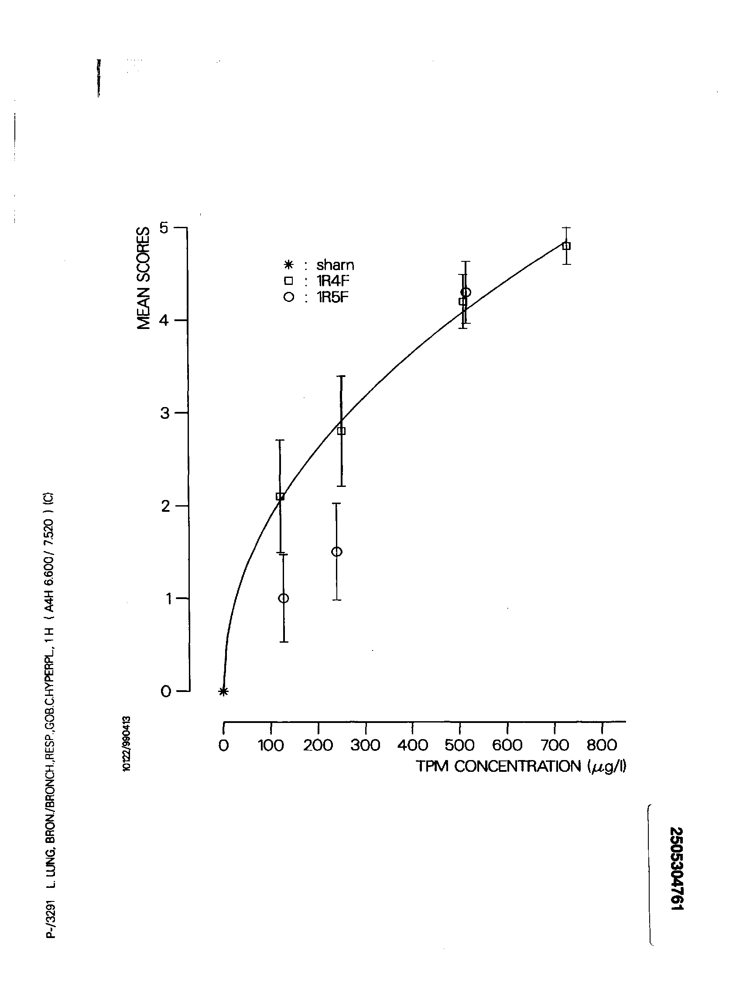 MEAN SCORES
5
4
3
2
1
0
* : sham
□ : 1R4F
○ : 1R5F
0 100 200 300 400 500 600 700 800
TPM CONCENTRATION (μg/l)
10122/990413
P-/3291 L. LUNG, BRON./BRONCH.,RESP.,GOB.C.HYPERPL., 1 H ( A4H 6.600/ 7.520 ) (C)
2505304761